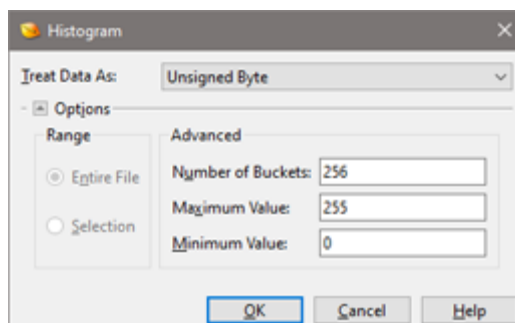 Histogram
Treat Data As: Unsigned Byte
Options
Range
Entire File
Selection
Advanced
Number of Buckets: 256
Maximum Value: 255
Minimum Value: 0
OK Cancel Help